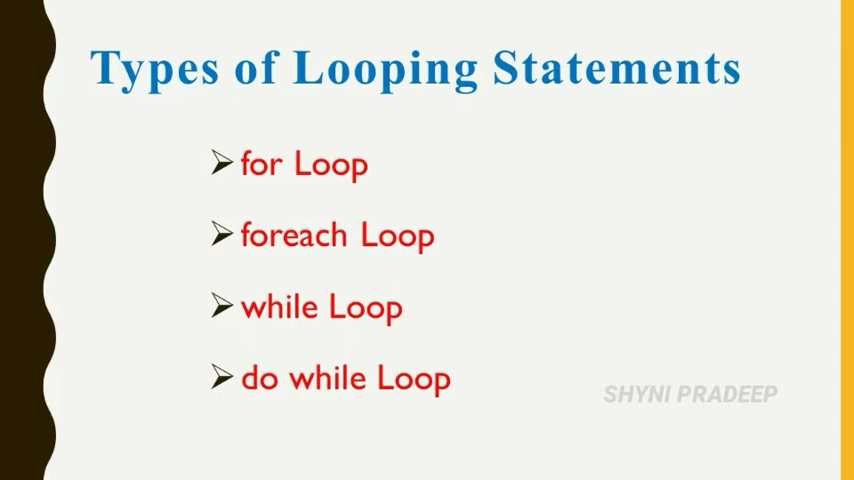 Types of Looping Statements
for Loop
foreach Loop
while Loop
do while Loop
SHYNI PRADEEP